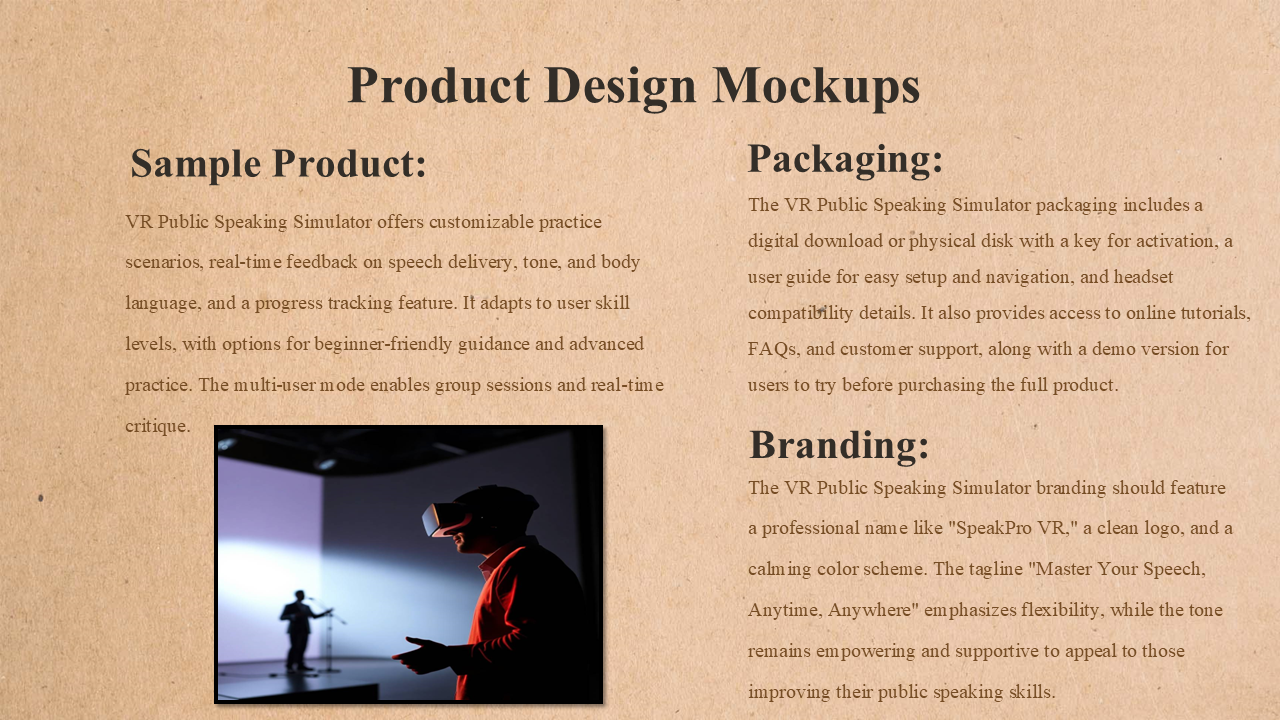 Product Design Mockups
Sample Product:
VR Public Speaking Simulator offers customizable practice
scenarios, real-time feedback on speech delivery, tone, and body
language, and a progress tracking feature. It adapts to user skill
levels, with options for beginner-friendly guidance and advanced
practice. The multi-user mode enables group sessions and real-time
critique.
Packaging:
The VR Public Speaking Simulator packaging includes a
digital download or physical disk with a key for activation, a
user guide for easy setup and navigation, and headset
compatibility details. It also provides access to online tutorials,
FAQs, and customer support, along with a demo version for
users to try before purchasing the full product.
Branding:
The VR Public Speaking Simulator branding should feature
a professional name like "SpeakPro VR," a clean logo, and a
calming color scheme. The tagline "Master Your Speech,
Anytime, Anywhere" emphasizes flexibility, while the tone
remains empowering and supportive to appeal to those
improving their public speaking skills.